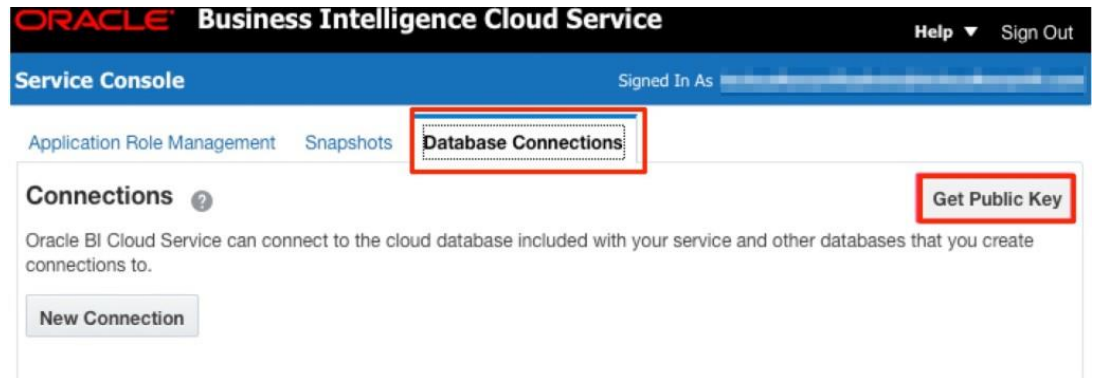 ORACLE Business Intelligence Cloud Service
Help ▼ Sign Out
Service Console
Signed In As
Application Role Management Snapshots Database Connections
Connections ?
Get Public Key
Oracle BI Cloud Service can connect to the cloud database included with your service and other databases that you create
connections to.
New Connection